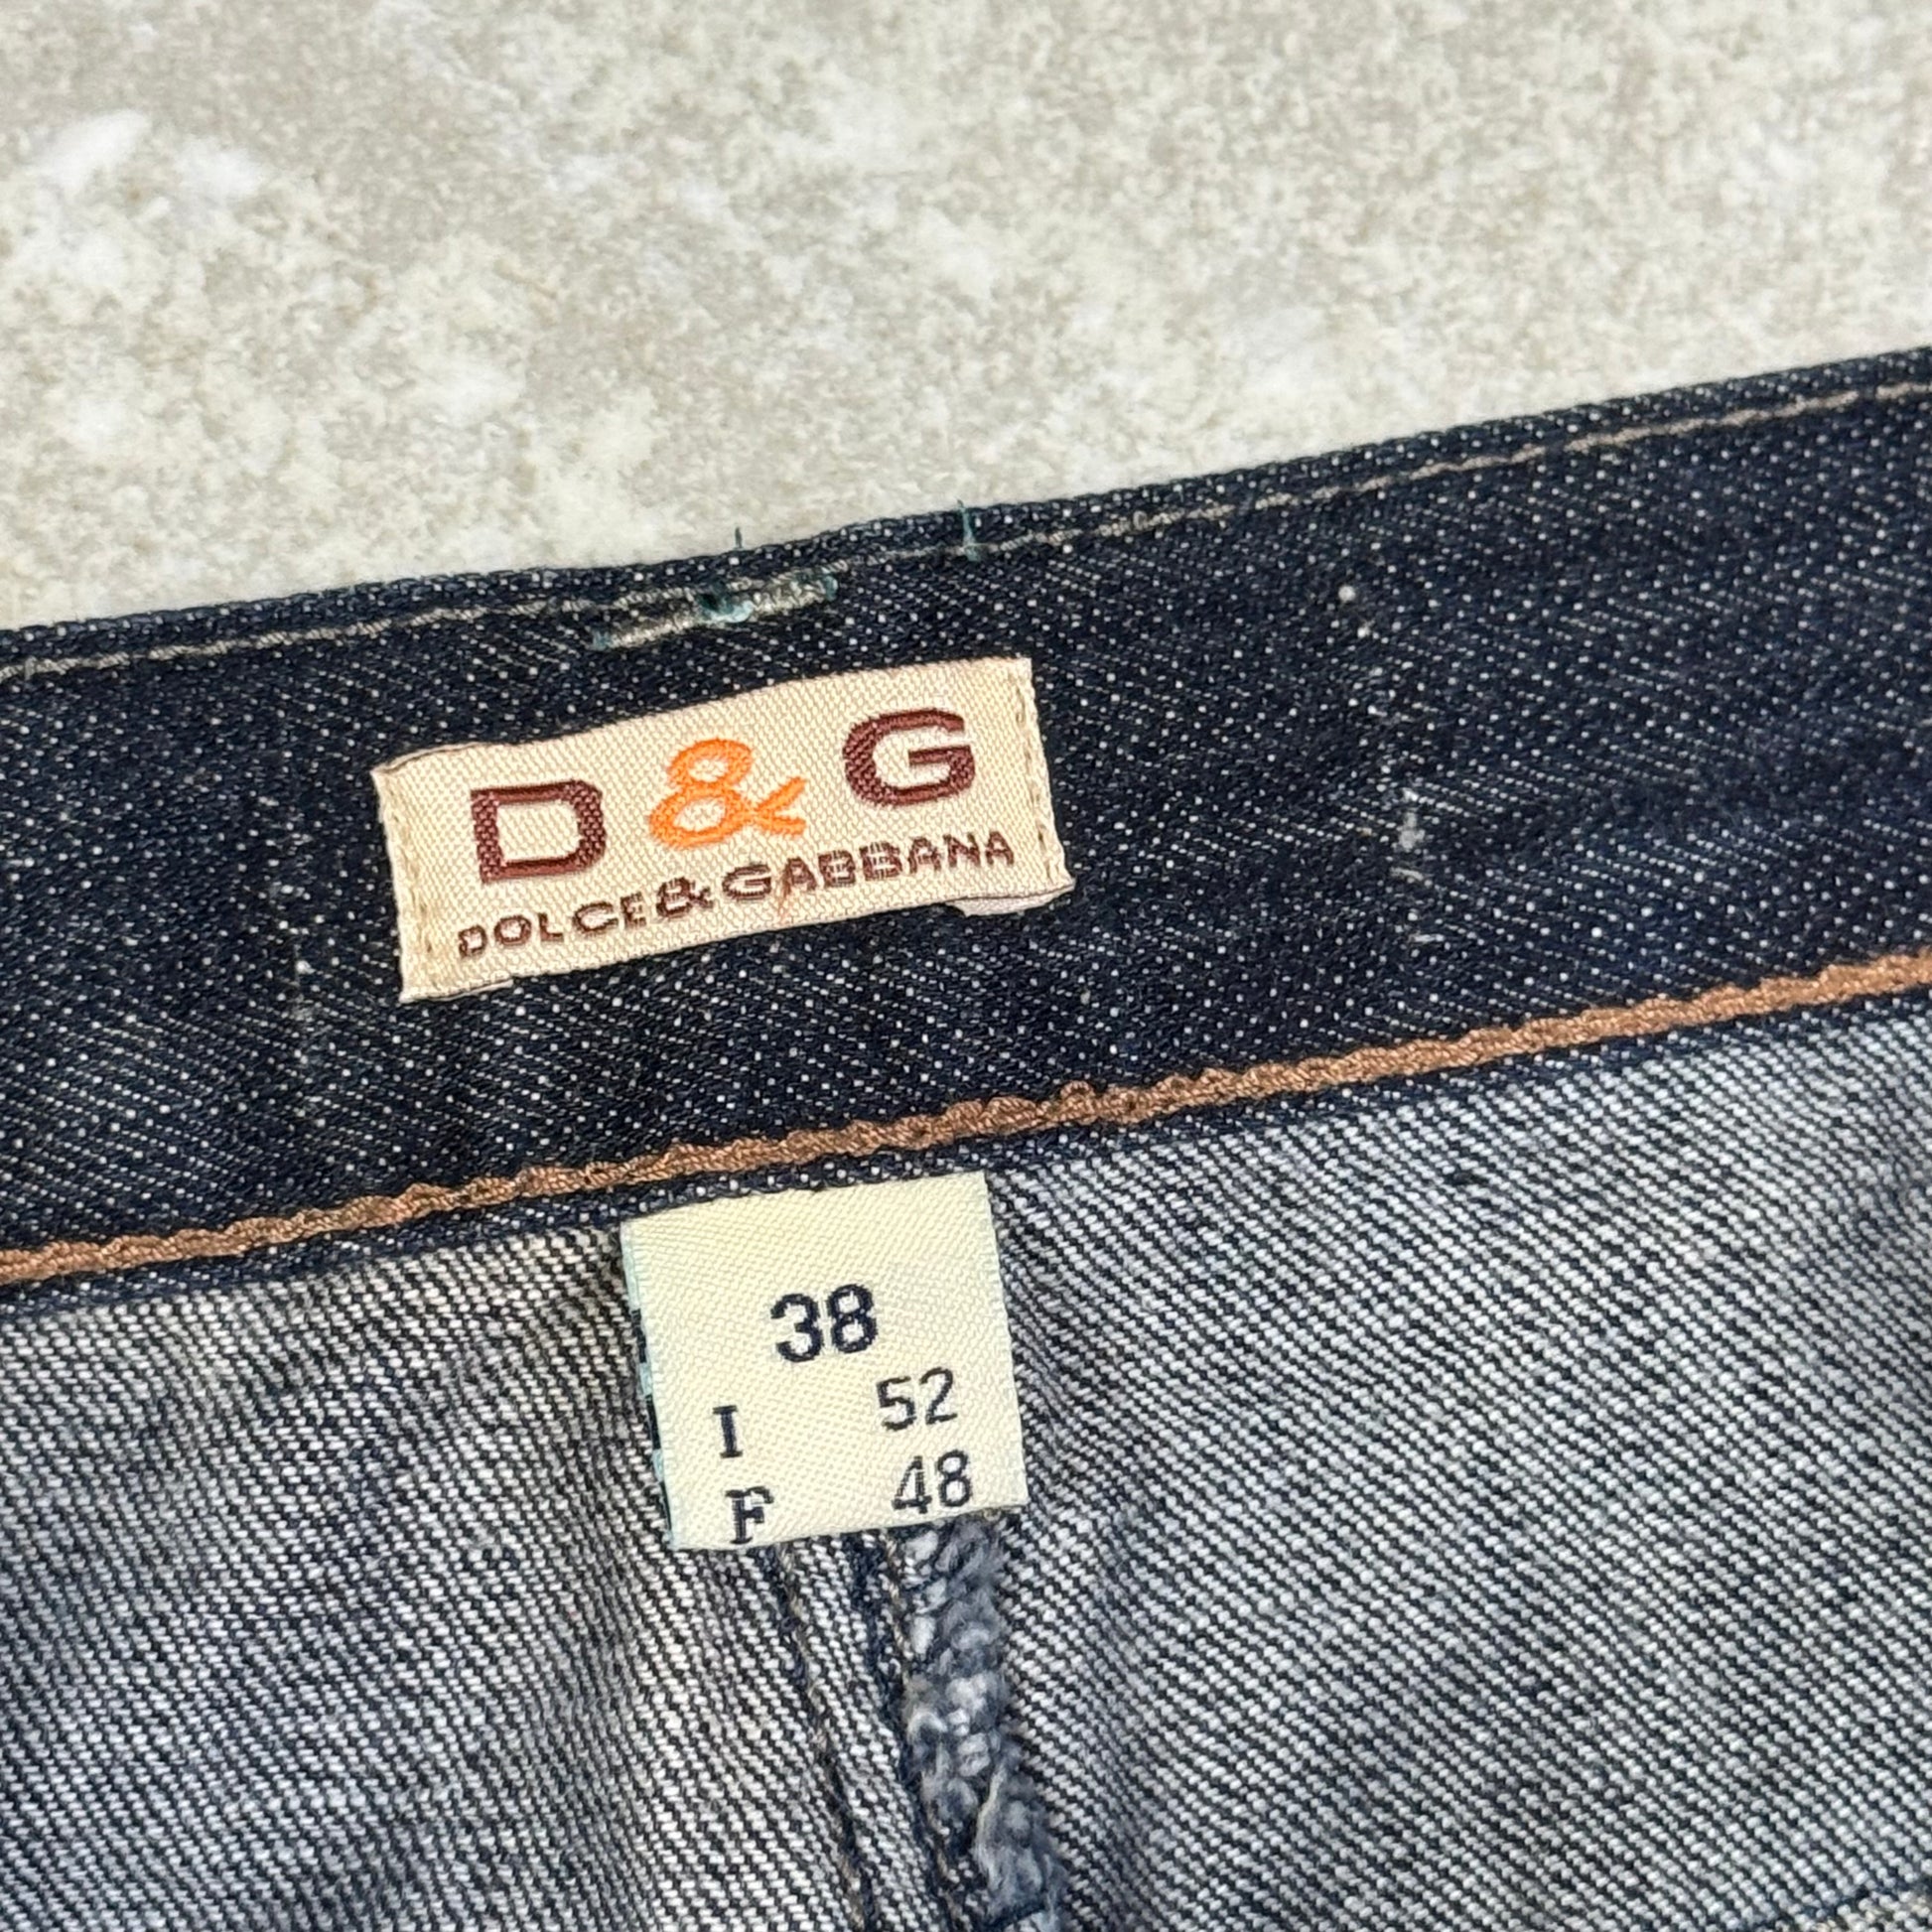 D & G
DOLCE & GABBANA
38
I 52
F 48